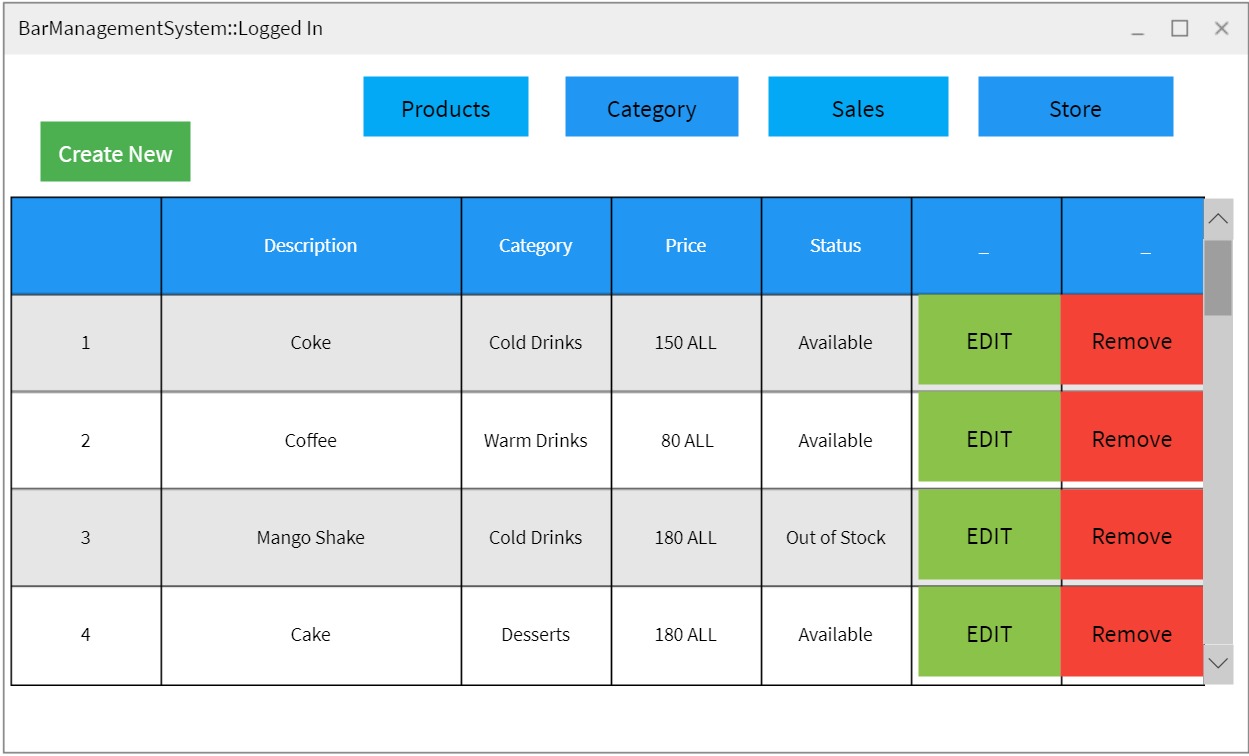 BarManagementSystem::Logged In
Products Category Sales Store
Create New
Description Category Price Status _ _
1 Coke Cold Drinks 150 ALL Available EDIT Remove
2 Coffee Warm Drinks 80 ALL Available EDIT Remove
3 Mango Shake Cold Drinks 180 ALL Out of Stock EDIT Remove
4 Cake Desserts 180 ALL Available EDIT Remove